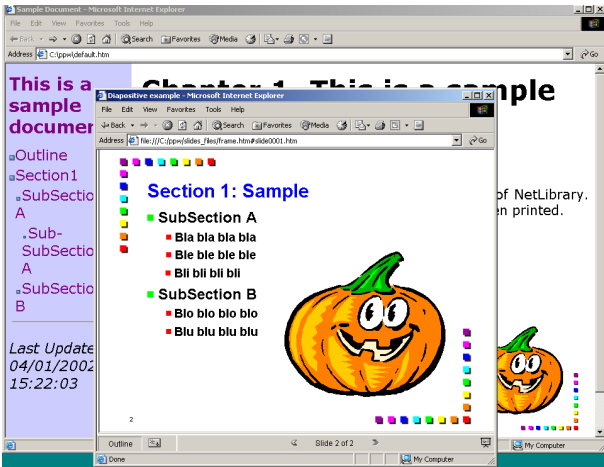 Sample Document - Microsoft Internet Explorer
File Edit View Favorites Tools Help
Back Search Favorites Media
Address C:\ppw\default.htm Go
This is a
sample
documen
Outline
Section1
SubSectio
A
Sub-
SubSectio
A
SubSectio
B
Last Update
04/01/2002
15:22:03
Chapter 1. This is a sample
of NetLibrary.
en printed.
My Computer
Diapositive example - Microsoft Internet Explorer
File Edit View Favorites Tools Help
Back Search Favorites Media
Address file:///C:/ppw/slides_files/frame.htm#slide0001.htm Go
Section 1: Sample
SubSection A
Bla bla bla bla
Ble ble ble ble
Bli bli bli bli
SubSection B
Blo blo blo blo
Blu blu blu blu
2
Outline Slide 2 of 2
Done My Computer